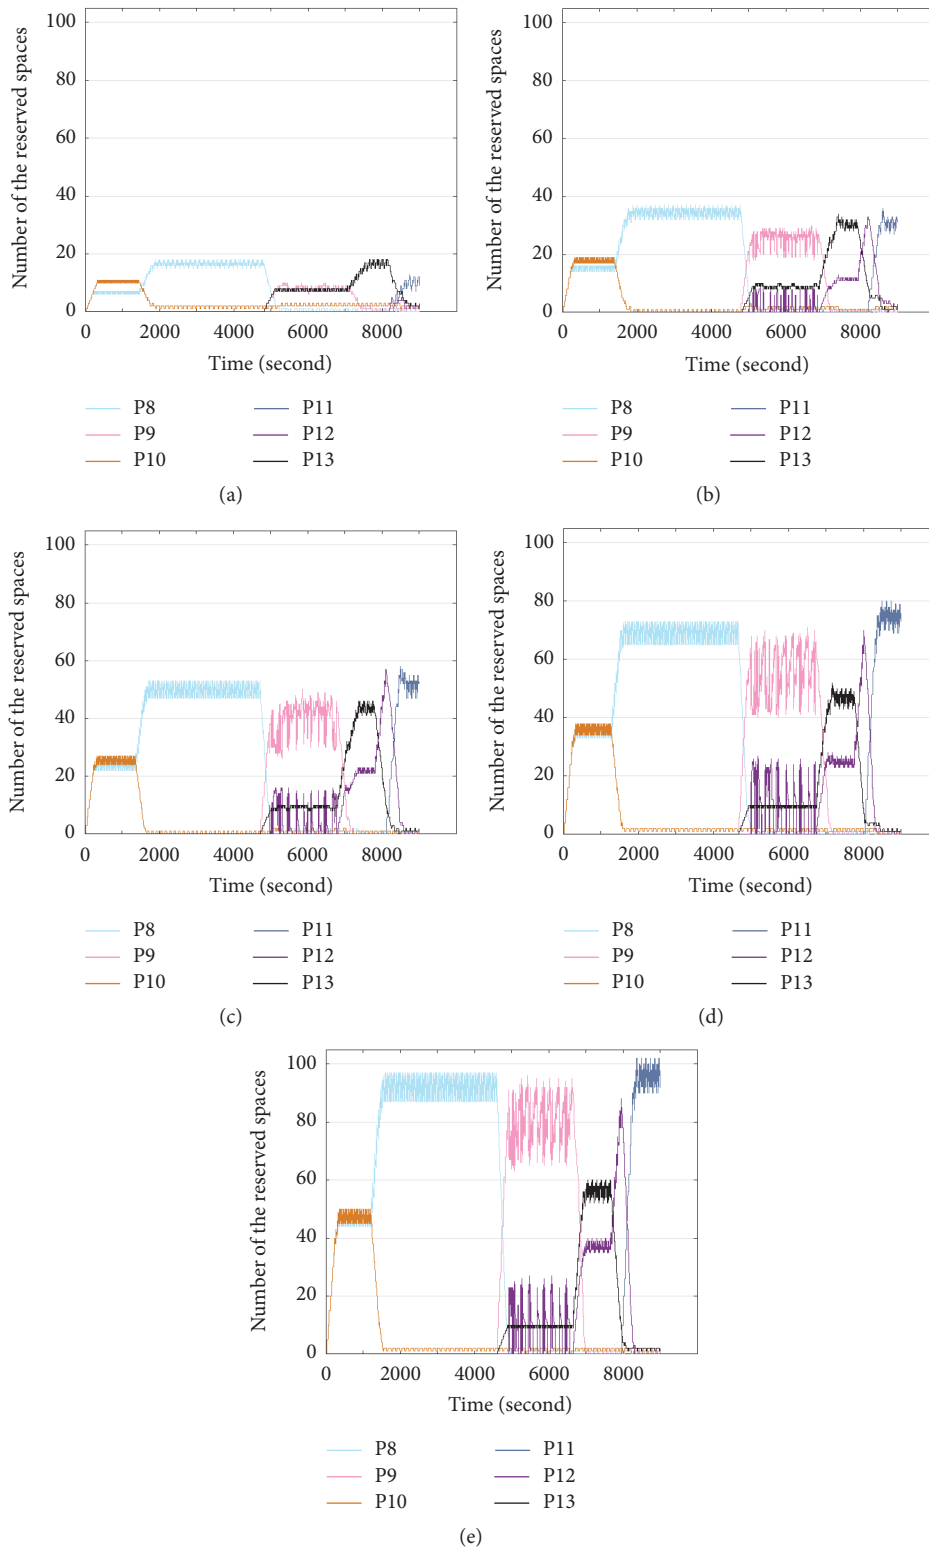 100
80
60
40
20
0
Number of the reserved spaces
0 2000 4000 6000 8000
Time (second)
P8 P11
P9 P12
P10 P13
(a)
100
80
60
40
20
0
Number of the reserved spaces
0 2000 4000 6000 8000
Time (second)
P8 P11
P9 P12
P10 P13
(b)
100
80
60
40
20
0
Number of the reserved spaces
0 2000 4000 6000 8000
Time (second)
P8 P11
P9 P12
P10 P13
(c)
100
80
60
40
20
0
Number of the reserved spaces
0 2000 4000 6000 8000
Time (second)
P8 P11
P9 P12
P10 P13
(d)
100
80
60
40
20
0
Number of the reserved spaces
0 2000 4000 6000 8000
Time (second)
P8 P11
P9 P12
P10 P13
(e)